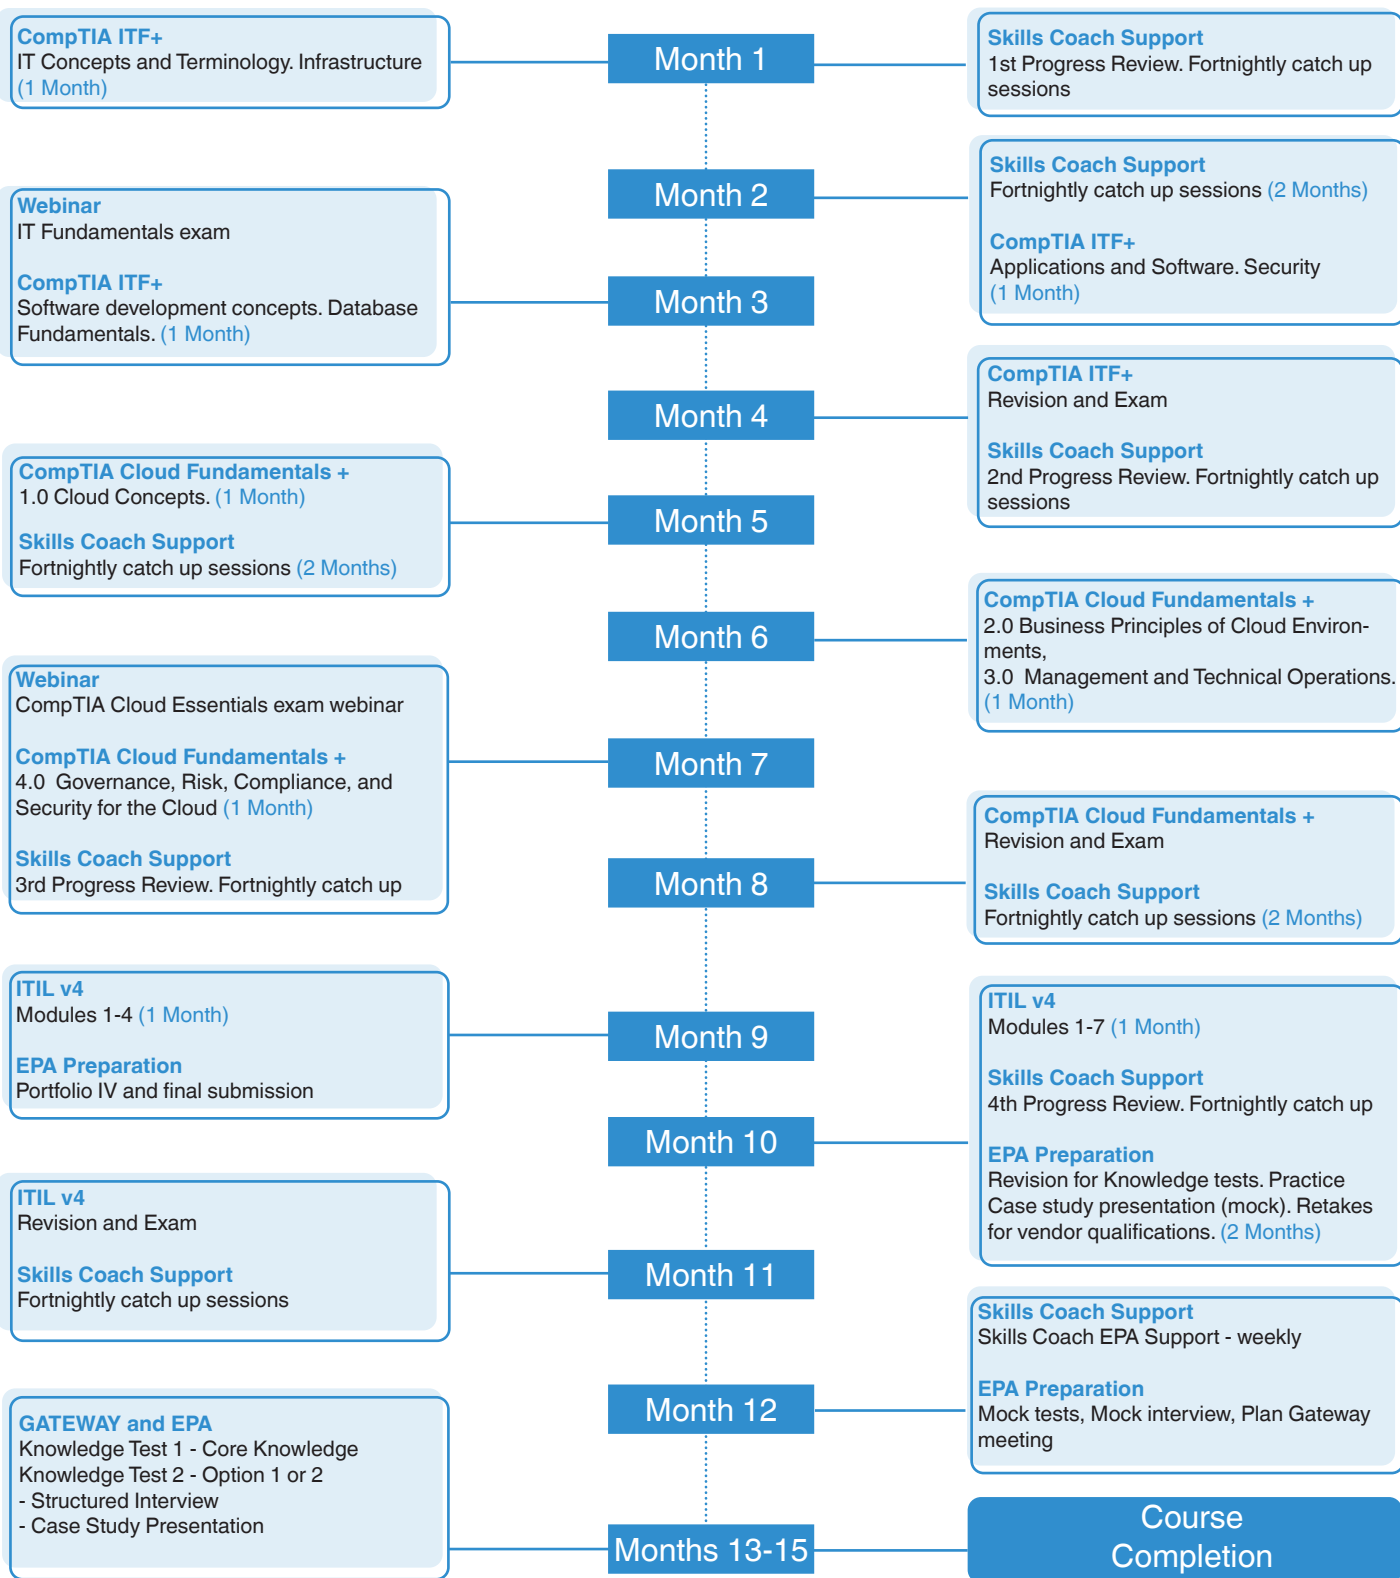 CompTIA ITF+
IT Concepts and Terminology. Infrastructure
(1 Month)
Month 1
Skills Coach Support
1st Progress Review. Fortnightly catch up
sessions
Month 2
Skills Coach Support
Fortnightly catch up sessions (2 Months)
CompTIA ITF+
Applications and Software. Security
(1 Month)
Webinar
IT Fundamentals exam
CompTIA ITF+
Software development concepts. Database
Fundamentals. (1 Month)
Month 3
Month 4
CompTIA ITF+
Revision and Exam
Skills Coach Support
2nd Progress Review. Fortnightly catch up
sessions
CompTIA Cloud Fundamentals +
1.0 Cloud Concepts. (1 Month)
Skills Coach Support
Fortnightly catch up sessions (2 Months)
Month 5
Month 6
CompTIA Cloud Fundamentals +
2.0 Business Principles of Cloud Environ-
ments,
3.0 Management and Technical Operations.
(1 Month)
Webinar
CompTIA Cloud Essentials exam webinar
CompTIA Cloud Fundamentals +
4.0 Governance, Risk, Compliance, and
Security for the Cloud (1 Month)
Skills Coach Support
3rd Progress Review. Fortnightly catch up
Month 7
Month 8
CompTIA Cloud Fundamentals +
Revision and Exam
Skills Coach Support
Fortnightly catch up sessions (2 Months)
ITIL v4
Modules 1-4 (1 Month)
EPA Preparation
Portfolio IV and final submission
Month 9
Month 10
ITIL v4
Modules 1-7 (1 Month)
Skills Coach Support
4th Progress Review. Fortnightly catch up
EPA Preparation
Revision for Knowledge tests. Practice
Case study presentation (mock). Retakes
for vendor qualifications. (2 Months)
ITIL v4
Revision and Exam
Skills Coach Support
Fortnightly catch up sessions
Month 11
Month 12
Skills Coach Support
Skills Coach EPA Support - weekly
EPA Preparation
Mock tests, Mock interview, Plan Gateway
meeting
GATEWAY and EPA
Knowledge Test 1 - Core Knowledge
Knowledge Test 2 - Option 1 or 2
- Structured Interview
- Case Study Presentation
Months 13-15
Course
Completion